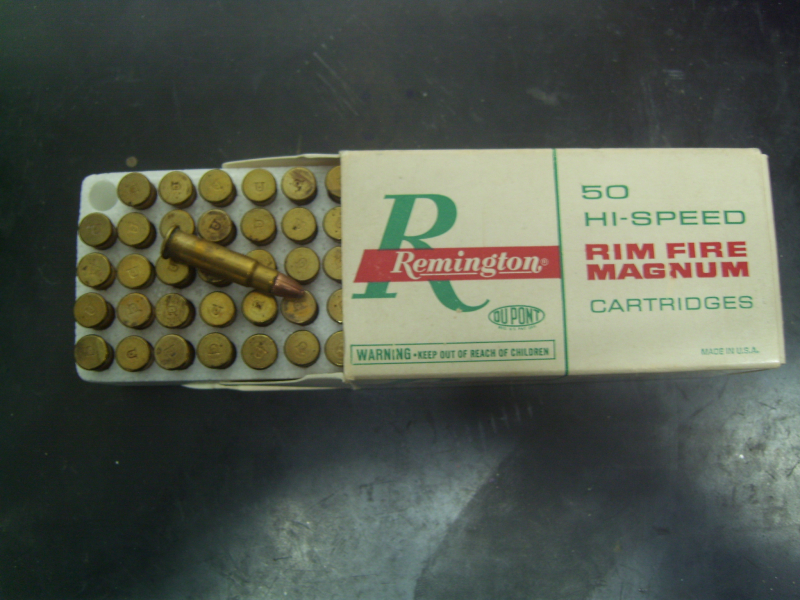 R
Remington®
DU PONT
WARNING • KEEP OUT OF REACH OF CHILDREN
50
HI-SPEED
RIM FIRE
MAGNUM
CARTRIDGES
MADE IN U.S.A.